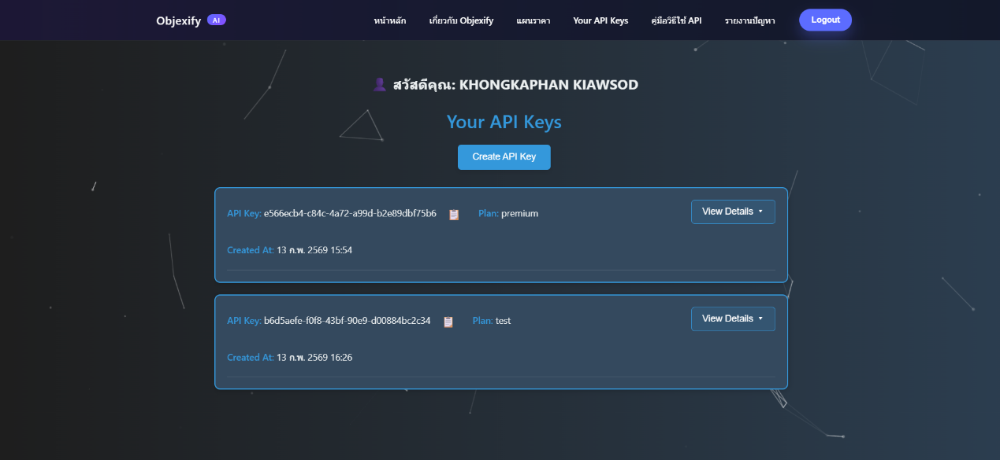 Objexify AI หน้าหลัก เกี่ยวกับ Objexify แผนราคา Your API Keys คู่มือวิธีใช้ API รายงานปัญหา Logout
สวัสดีคุณ: KHONGKAPHAN KIAWSOD
Your API Keys
Create API Key
API Key: e566ecb4-c84c-4a72-a99d-b2e89dbf75b6 Plan: premium View Details
Created At: 13 ก.พ. 2569 15:54
API Key: b6d5aefe-f0f8-43bf-90e9-d00884bc2c34 Plan: test View Details
Created At: 13 ก.พ. 2569 16:26